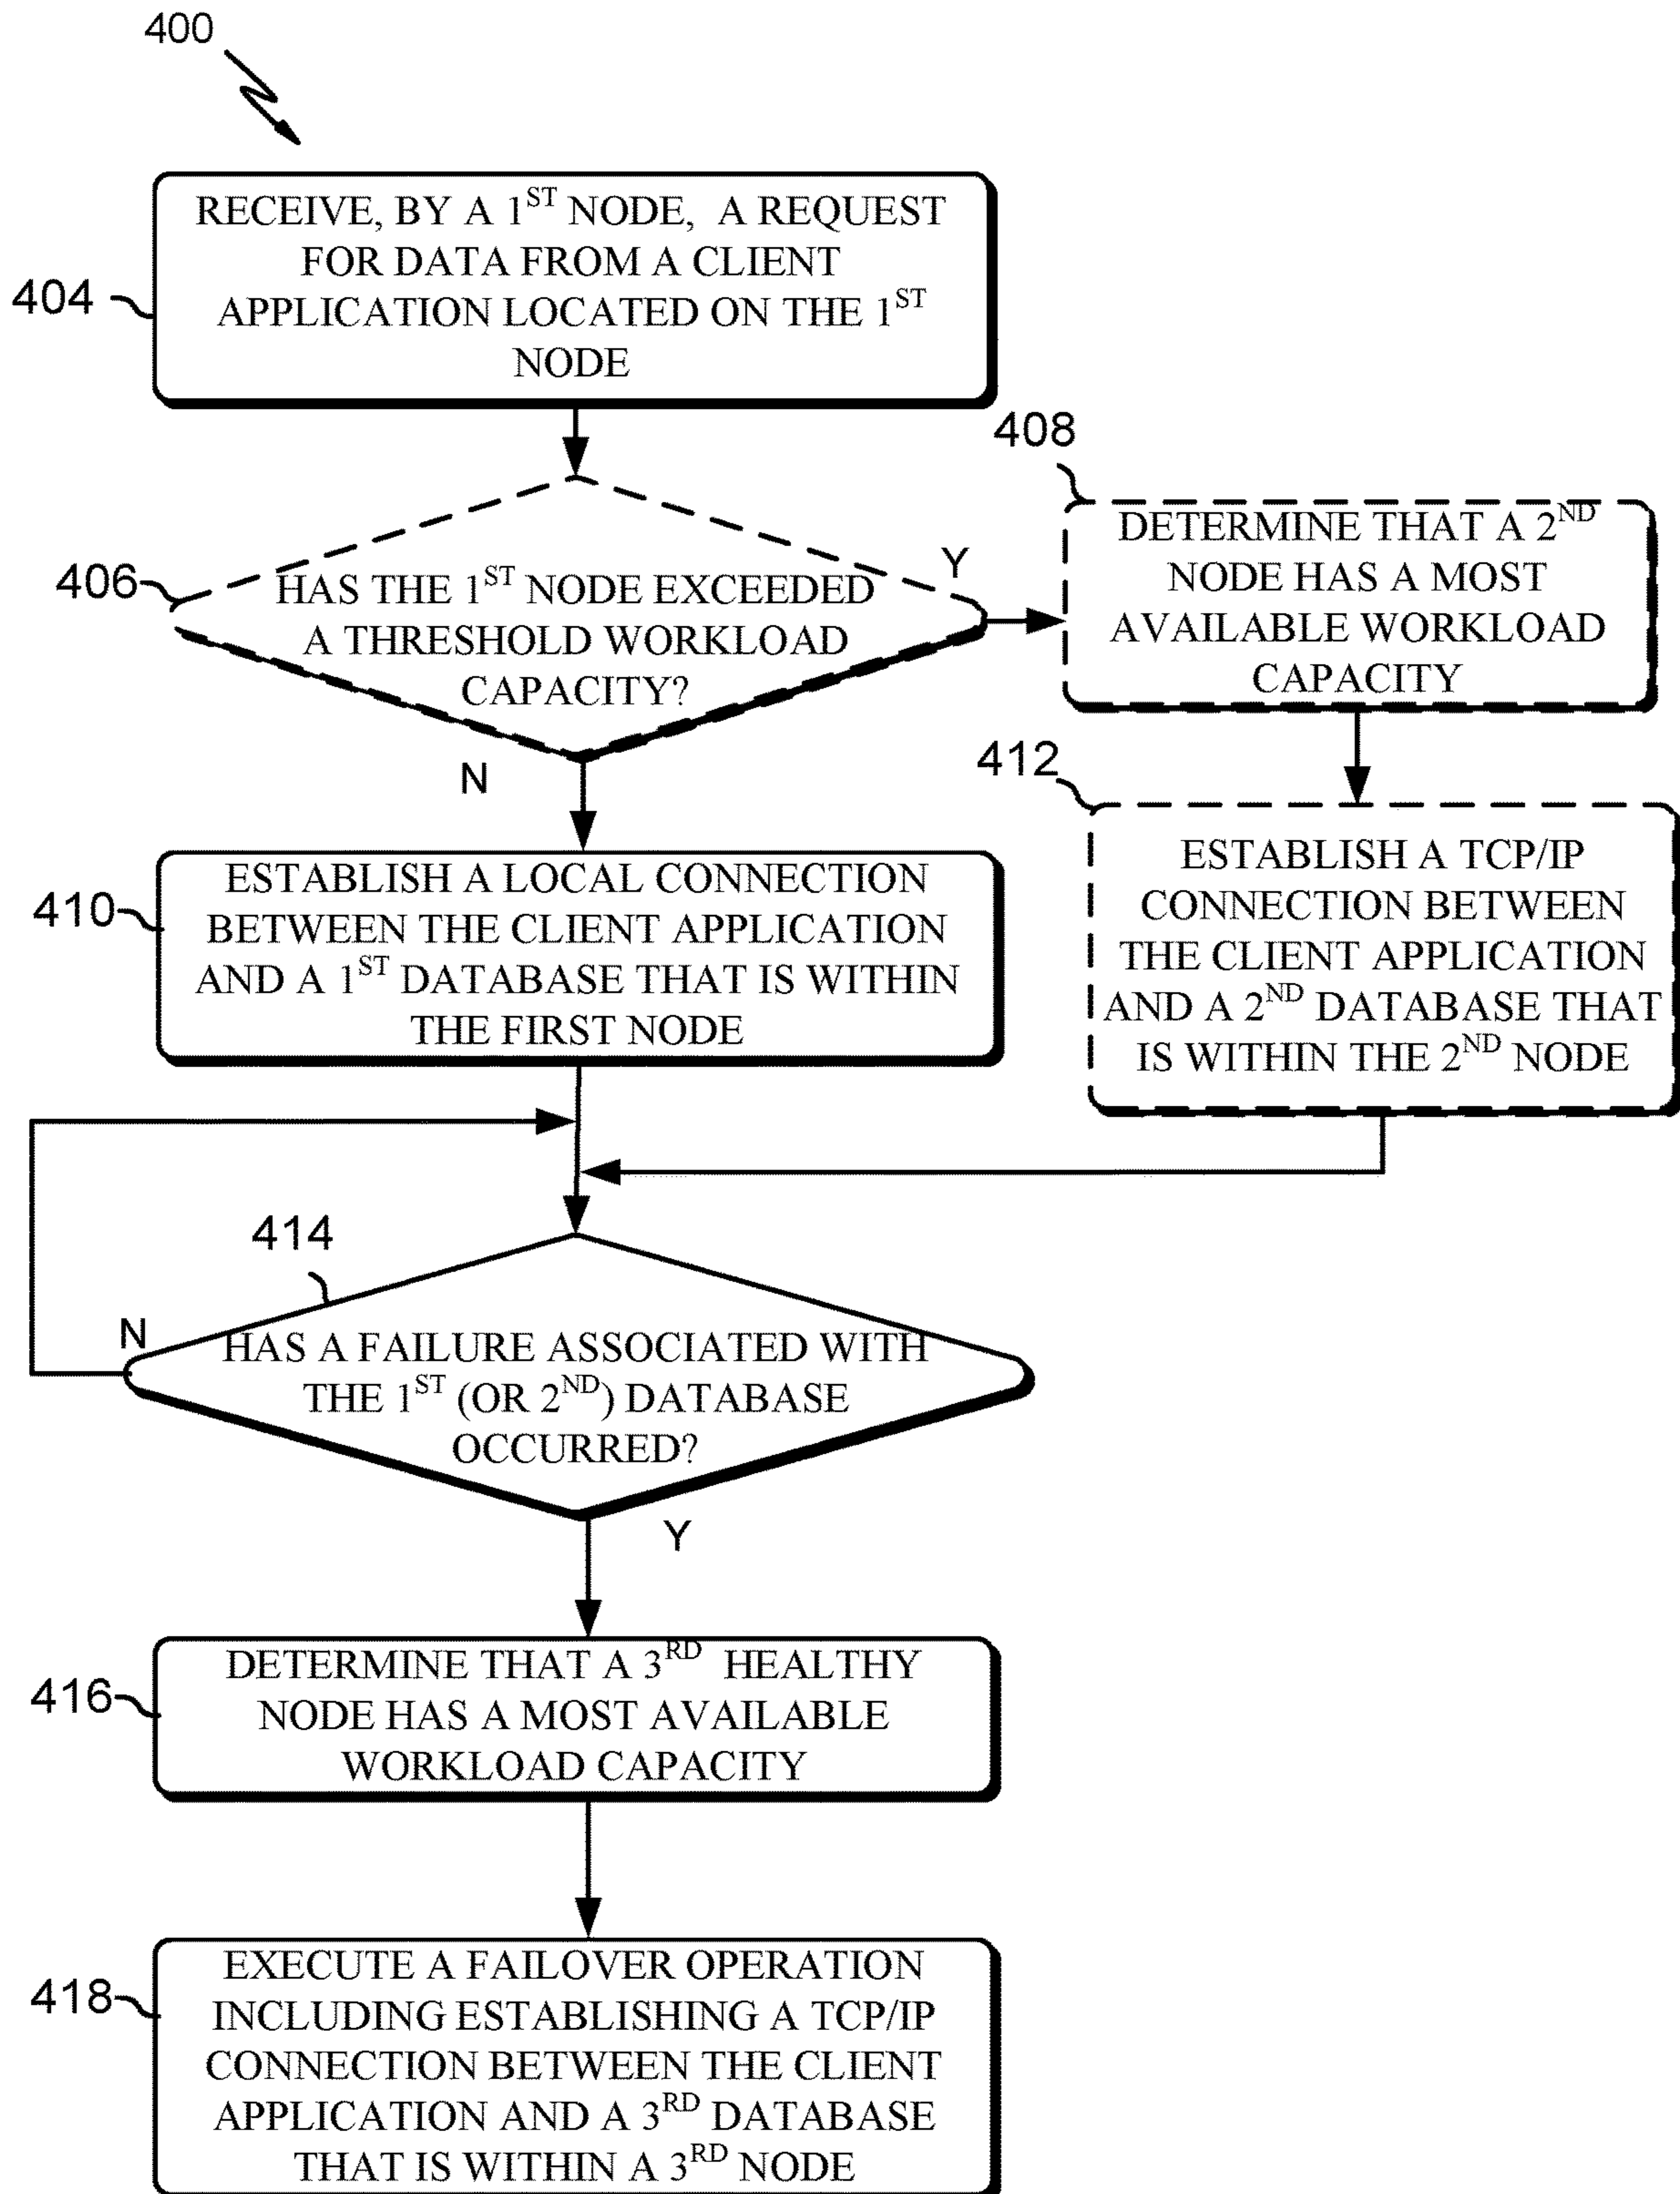 400
404
RECEIVE, BY A 1ST NODE, A REQUEST
FOR DATA FROM A CLIENT
APPLICATION LOCATED ON THE 1ST
NODE
406
HAS THE 1ST NODE EXCEEDED
A THRESHOLD WORKLOAD
CAPACITY?
Y
N
408
DETERMINE THAT A 2ND
NODE HAS A MOST
AVAILABLE WORKLOAD
CAPACITY
410
ESTABLISH A LOCAL CONNECTION
BETWEEN THE CLIENT APPLICATION
AND A 1ST DATABASE THAT IS WITHIN
THE FIRST NODE
412
ESTABLISH A TCP/IP
CONNECTION BETWEEN
THE CLIENT APPLICATION
AND A 2ND DATABASE THAT
IS WITHIN THE 2ND NODE
414
N
HAS A FAILURE ASSOCIATED WITH
THE 1ST (OR 2ND) DATABASE
OCCURRED?
Y
416
DETERMINE THAT A 3RD HEALTHY
NODE HAS A MOST AVAILABLE
WORKLOAD CAPACITY
418
EXECUTE A FAILOVER OPERATION
INCLUDING ESTABLISHING A TCP/IP
CONNECTION BETWEEN THE CLIENT
APPLICATION AND A 3RD DATABASE
THAT IS WITHIN A 3RD NODE